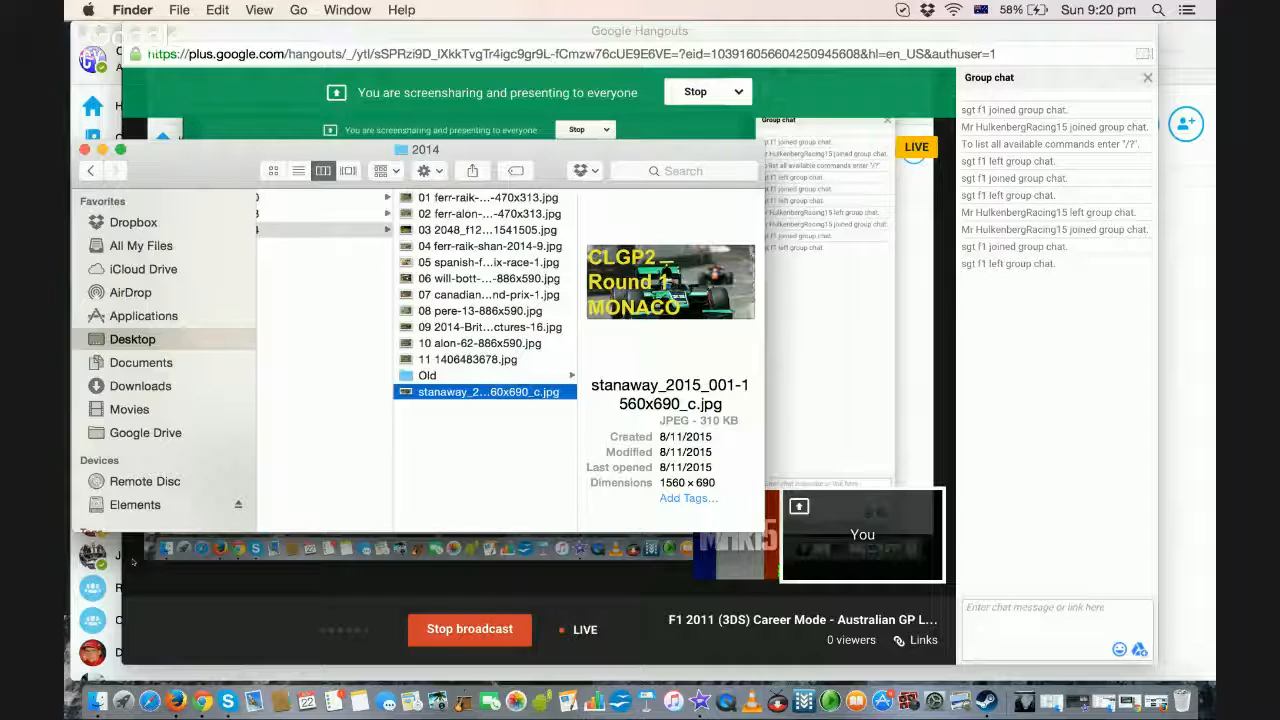 Finder File Edit View Go Window Help 58% Sun 9:20 pm
Google Hangouts
https://plus.google.com/hangouts/_/ytl/sSPRzi9D_lXkkTvgTr4igc9gr9L-fCmzw76cUE9E6VE=?eid=103916056604250945608&hl=en_US&authuser=1
You are screensharing and presenting to everyone Stop
Group chat
You are screensharing and presenting to everyone Stop
Group chat
LIVE
sgt f1 joined group chat.
Mr HulkenbergRacing15 joined group chat.
To list all available commands enter "/?".
sgt f1 left group chat.
sgt f1 joined group chat.
sgt f1 left group chat.
Mr HulkenbergRacing15 left group chat.
Mr HulkenbergRacing15 joined group chat.
sgt f1 joined group chat.
sgt f1 left group chat.
2014
Search
Favorites
Dropbox
All My Files
iCloud Drive
AirDrop
Applications
Desktop
Documents
Downloads
Movies
Google Drive
Devices
Remote Disc
Elements
01 ferr-raik-...-470x313.jpg
02 ferr-alon-...-470x313.jpg
03 2048_f12...1541505.jpg
04 ferr-raik-shan-2014-9.jpg
05 spanish-f...ix-race-1.jpg
06 will-bott-...-886x590.jpg
07 canadian...nd-prix-1.jpg
08 pere-13-886x590.jpg
09 2014-Brit...ctures-16.jpg
10 alon-62-886x590.jpg
11 1406483678.jpg
Old
stanaway_2...60x690_c.jpg
CLGP2 –
Round 1
MONACO
stanaway_2015_001-1
560x690_c.jpg
JPEG - 310 KB
Created 8/11/2015
Modified 8/11/2015
Last opened 8/11/2015
Dimensions 1560 × 690
Add Tags...
You
Stop broadcast
LIVE
F1 2011 (3DS) Career Mode - Australian GP L...
0 viewers Links
Enter chat message or link here